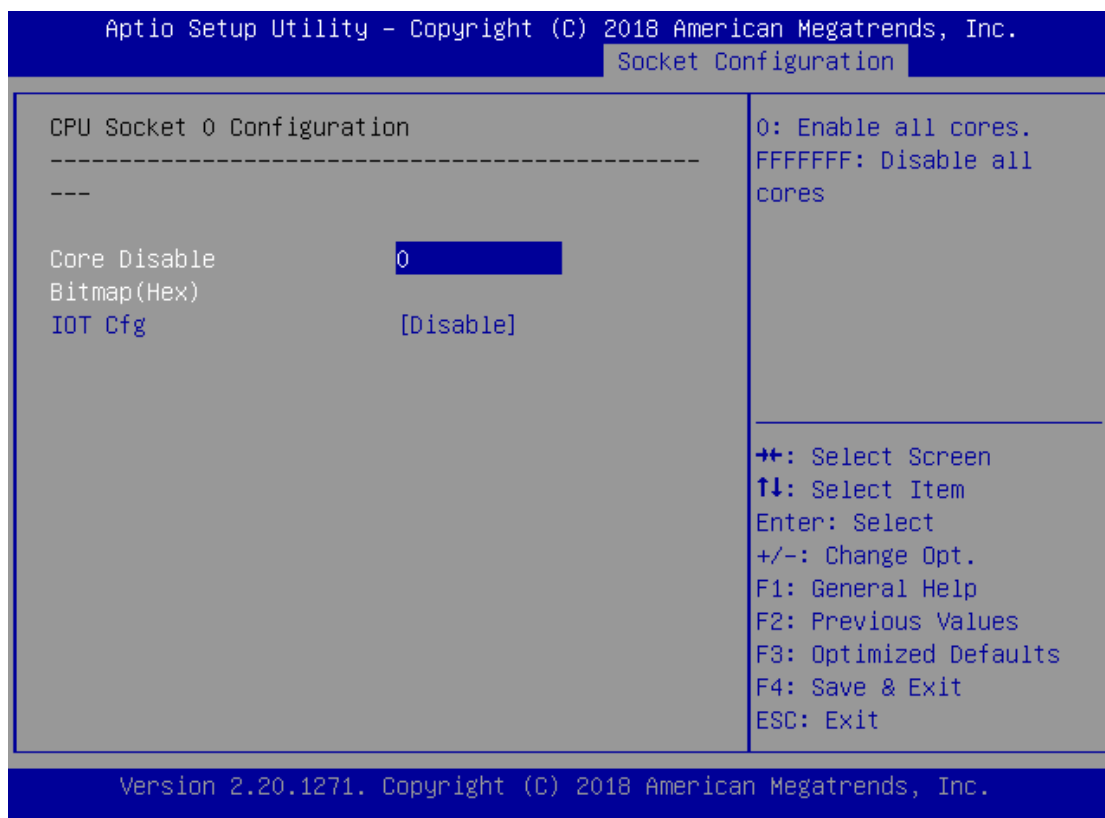 Aptio Setup Utility – Copyright (C) 2018 American Megatrends, Inc.
Socket Configuration
CPU Socket 0 Configuration
-----------------------------------------------
---
Core Disable 0
Bitmap(Hex)
IOT Cfg [Disable]
0: Enable all cores.
FFFFFFF: Disable all
cores
→←: Select Screen
↑↓: Select Item
Enter: Select
+/-: Change Opt.
F1: General Help
F2: Previous Values
F3: Optimized Defaults
F4: Save & Exit
ESC: Exit
Version 2.20.1271. Copyright (C) 2018 American Megatrends, Inc.